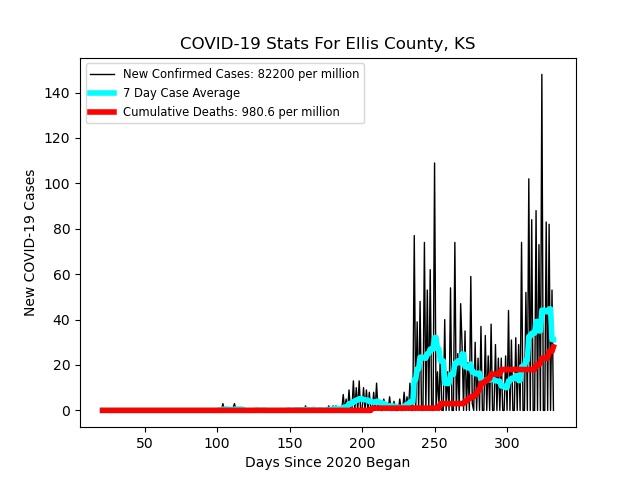 COVID-19 Stats For Ellis County, KS
New Confirmed Cases: 82200 per million
7 Day Case Average
Cumulative Deaths: 980.6 per million
New COVID-19 Cases
140
120
100
80
60
40
20
0
50
100
150
200
250
300
Days Since 2020 Began